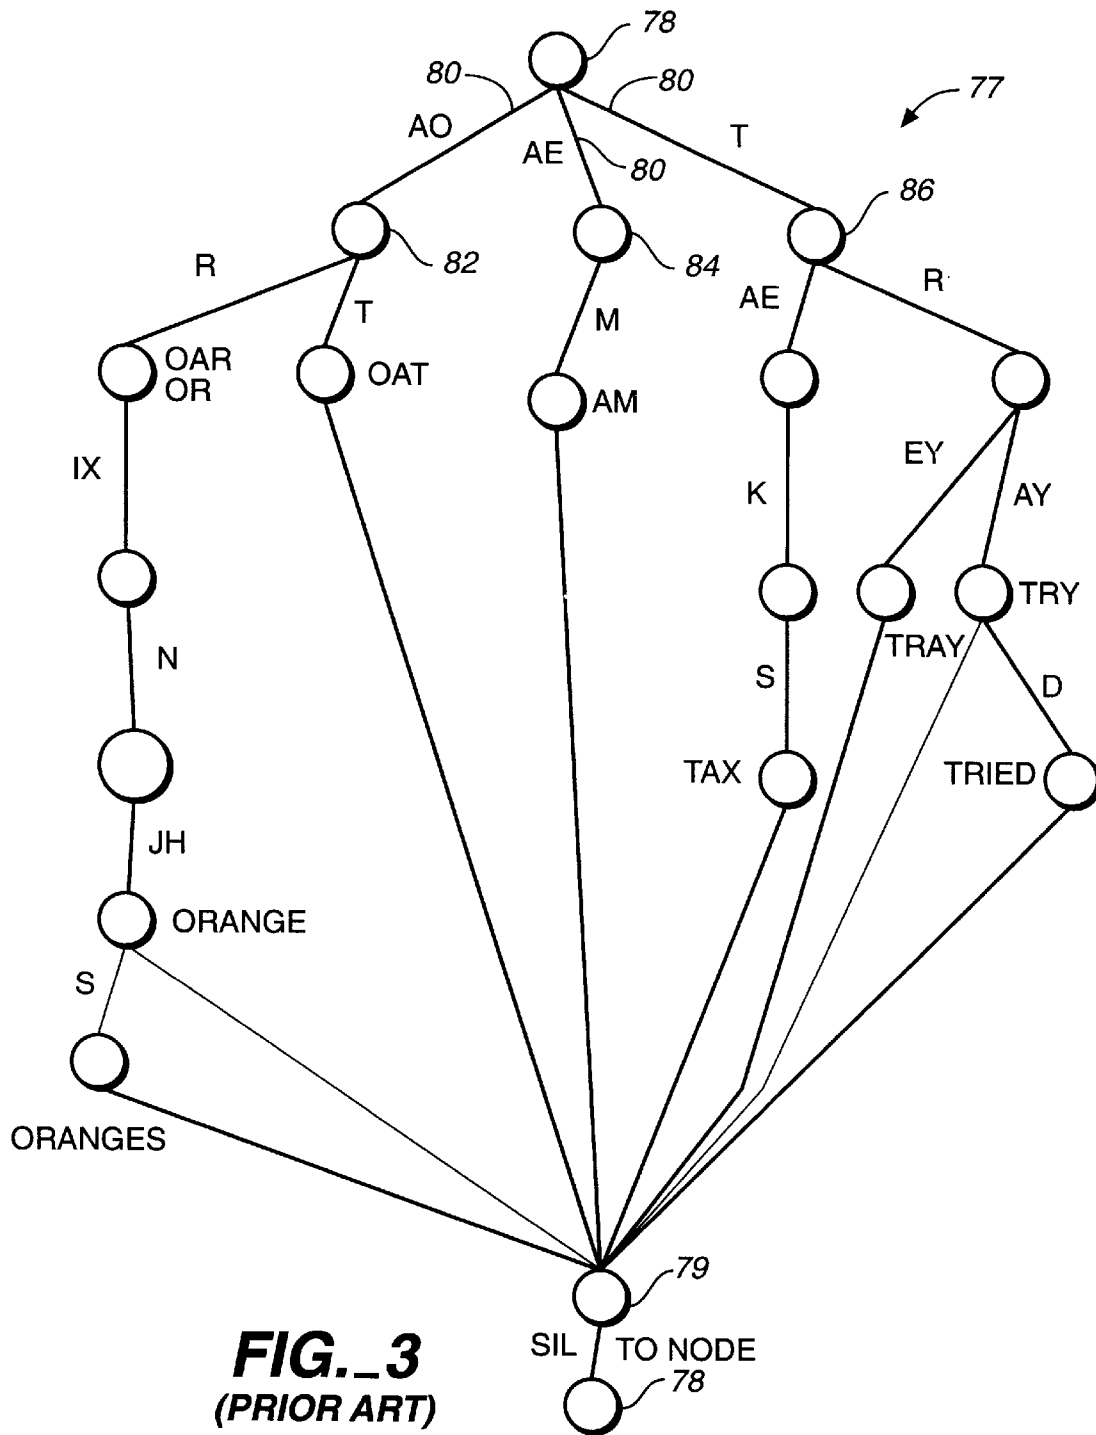 78
80
80
77
AO
AE
80
T
86
82
84
R
T
M
AE
R
OAR
OR
OAT
AM
IX
K
EY
AY
TRY
N
S
TRAY
D
TAX
TRIED
JH
ORANGE
S
ORANGES
79
SIL
TO NODE
78
FIG._3
(PRIOR ART)